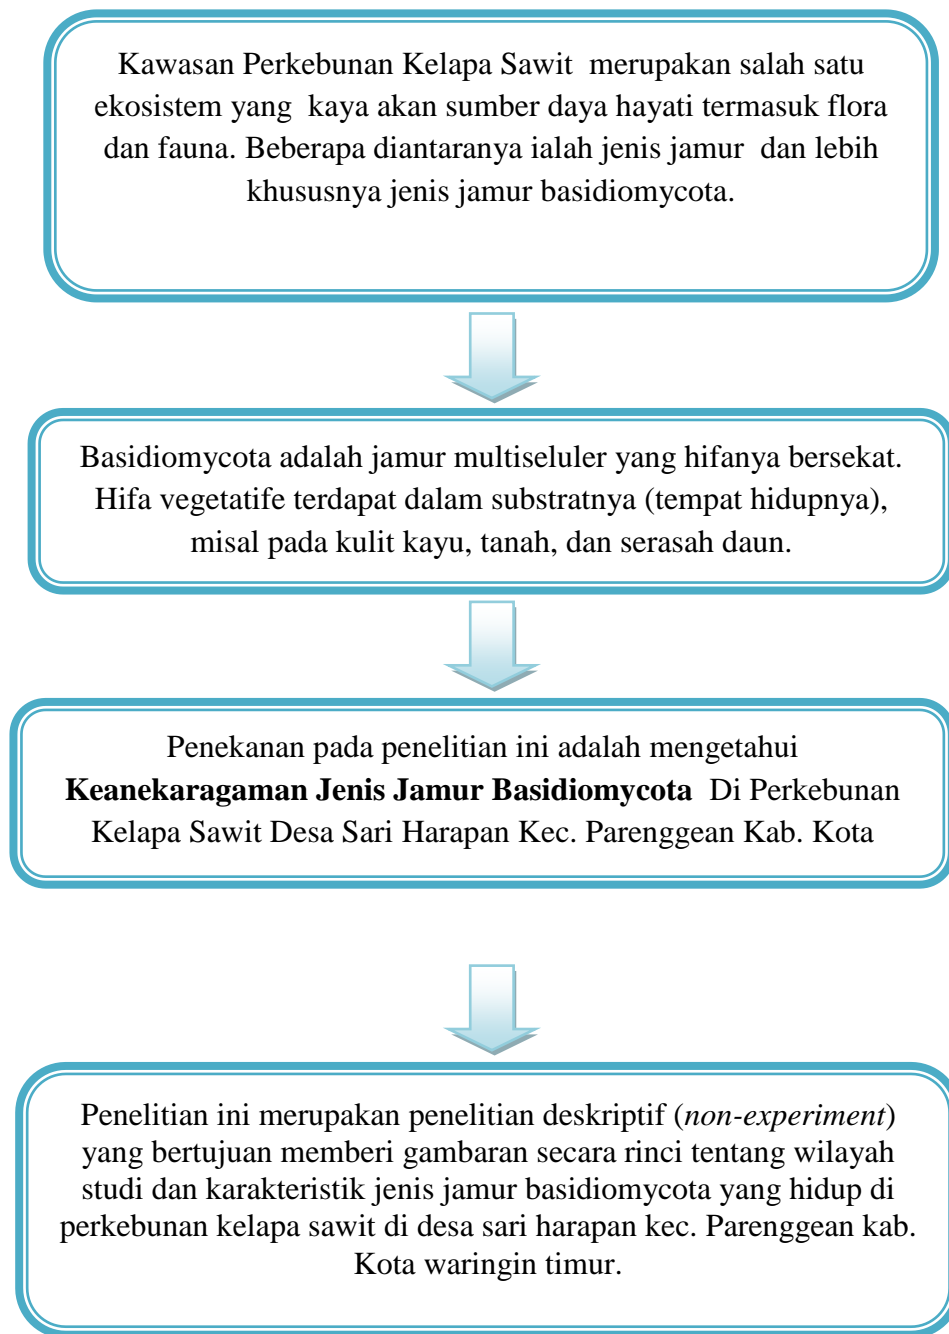 Kawasan Perkebunan Kelapa Sawit merupakan salah satu
ekosistem yang kaya akan sumber daya hayati termasuk flora
dan fauna. Beberapa diantaranya ialah jenis jamur dan lebih
khususnya jenis jamur basidiomycota.
Basidiomycota adalah jamur multiseluler yang hifanya bersekat.
Hifa vegetatife terdapat dalam substratnya (tempat hidupnya),
misal pada kulit kayu, tanah, dan serasah daun.
Penekanan pada penelitian ini adalah mengetahui
Keanekaragaman Jenis Jamur Basidiomycota Di Perkebunan
Kelapa Sawit Desa Sari Harapan Kec. Parenggean Kab. Kota
Penelitian ini merupakan penelitian deskriptif (non-experiment)
yang bertujuan memberi gambaran secara rinci tentang wilayah
studi dan karakteristik jenis jamur basidiomycota yang hidup di
perkebunan kelapa sawit di desa sari harapan kec. Parenggean kab.
Kota waringin timur.